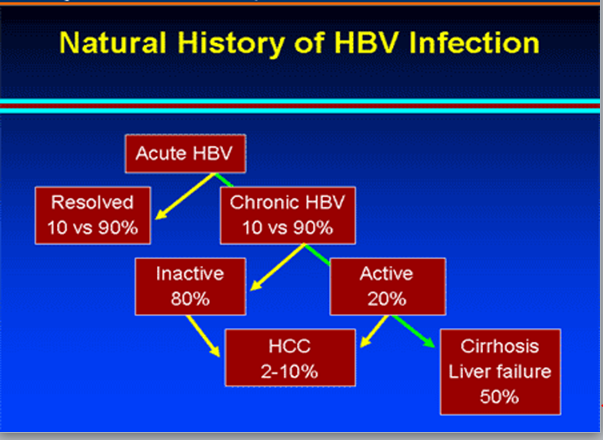 Natural History of HBV Infection
Acute HBV
Resolved
10 vs 90%
Chronic HBV
10 vs 90%
Inactive
80%
Active
20%
HCC
2-10%
Cirrhosis
Liver failure
50%